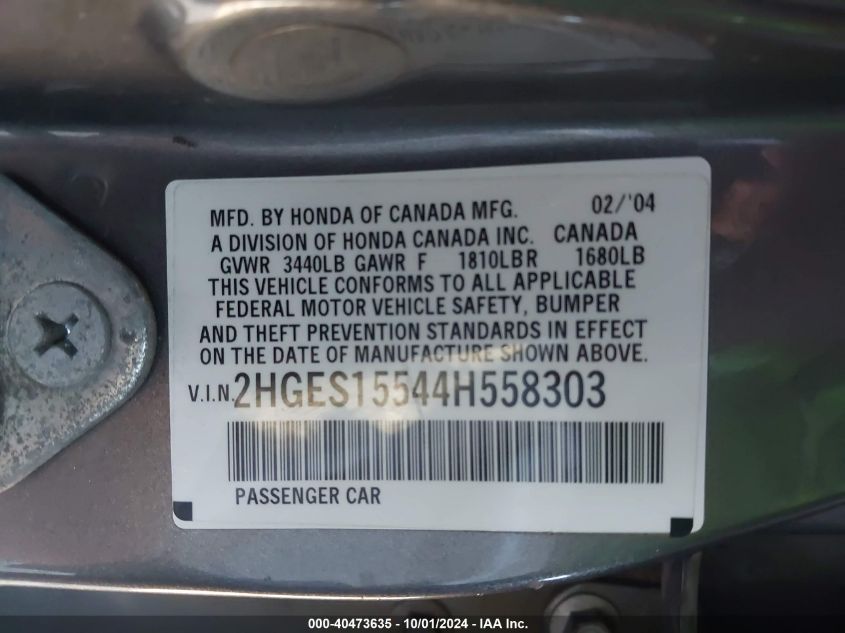 MFD. BY HONDA OF CANADA MFG. 02/'04
A DIVISION OF HONDA CANADA INC. CANADA
GVWR 3440LB GAWR F 1810LB R 1680LB
THIS VEHICLE CONFORMS TO ALL APPLICABLE
FEDERAL MOTOR VEHICLE SAFETY, BUMPER
AND THEFT PREVENTION STANDARDS IN EFFECT
ON THE DATE OF MANUFACTURE SHOWN ABOVE.
V.I.N. 2HGES15544H558303
PASSENGER CAR
000-40473635 - 10/01/2024 - IAA Inc.